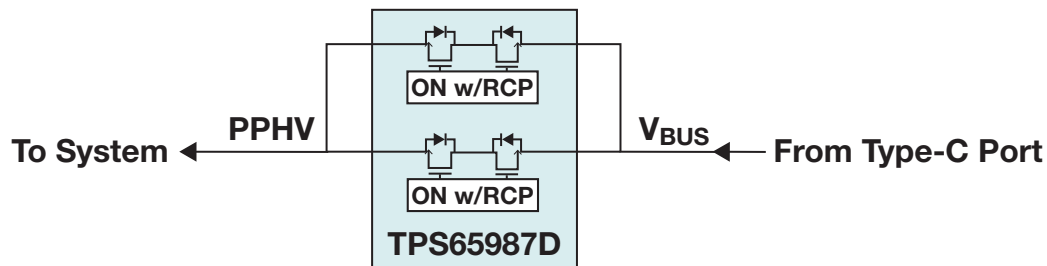 ON w/RCP
PPHV
VBUS
To System
From Type-C Port
ON w/RCP
TPS65987D